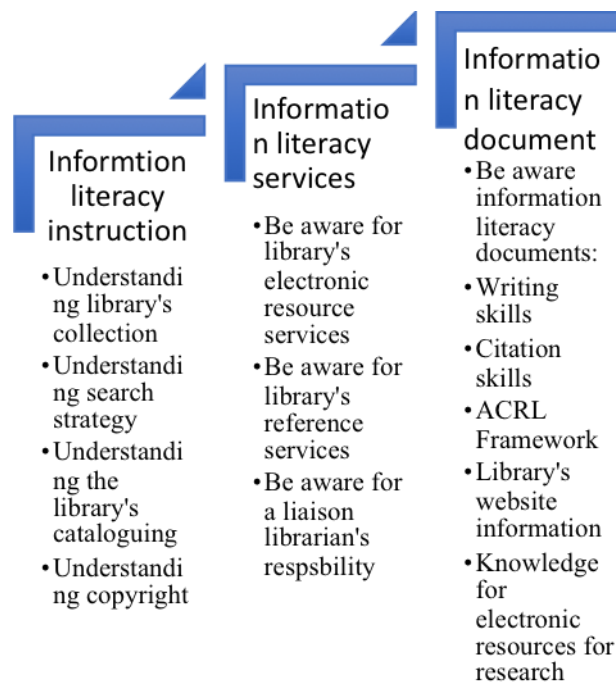 Informtion
literacy
instruction
•Understandi
ng library's
collection
•Understandi
ng search
strategy
•Understandi
ng the
library's
cataloguing
•Understandi
ng copyright
Informatio
n literacy
services
•Be aware for
library's
electronic
resource
services
•Be aware for
library's
reference
services
•Be aware for
a liaison
librarian's
respsbility
Informatio
n literacy
document
•Be aware
information
literacy
documents:
•Writing
skills
•Citation
skills
•ACRL
Framework
•Library's
website
information
•Knowledge
for
electronic
resources for
research